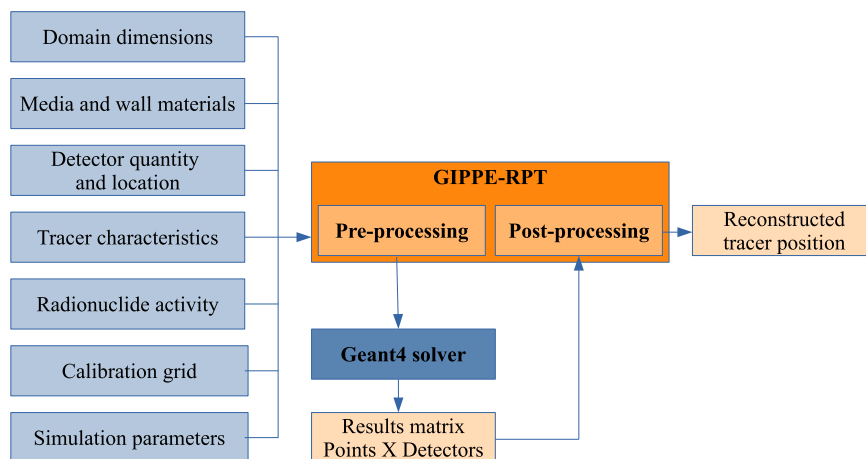 Domain dimensions
Media and wall materials
Detector quantity
and location
Tracer characteristics
Radionuclide activity
Calibration grid
Simulation parameters
GIPPE-RPT
Pre-processing
Post-processing
Geant4 solver
Results matrix
Points X Detectors
Reconstructed
tracer position